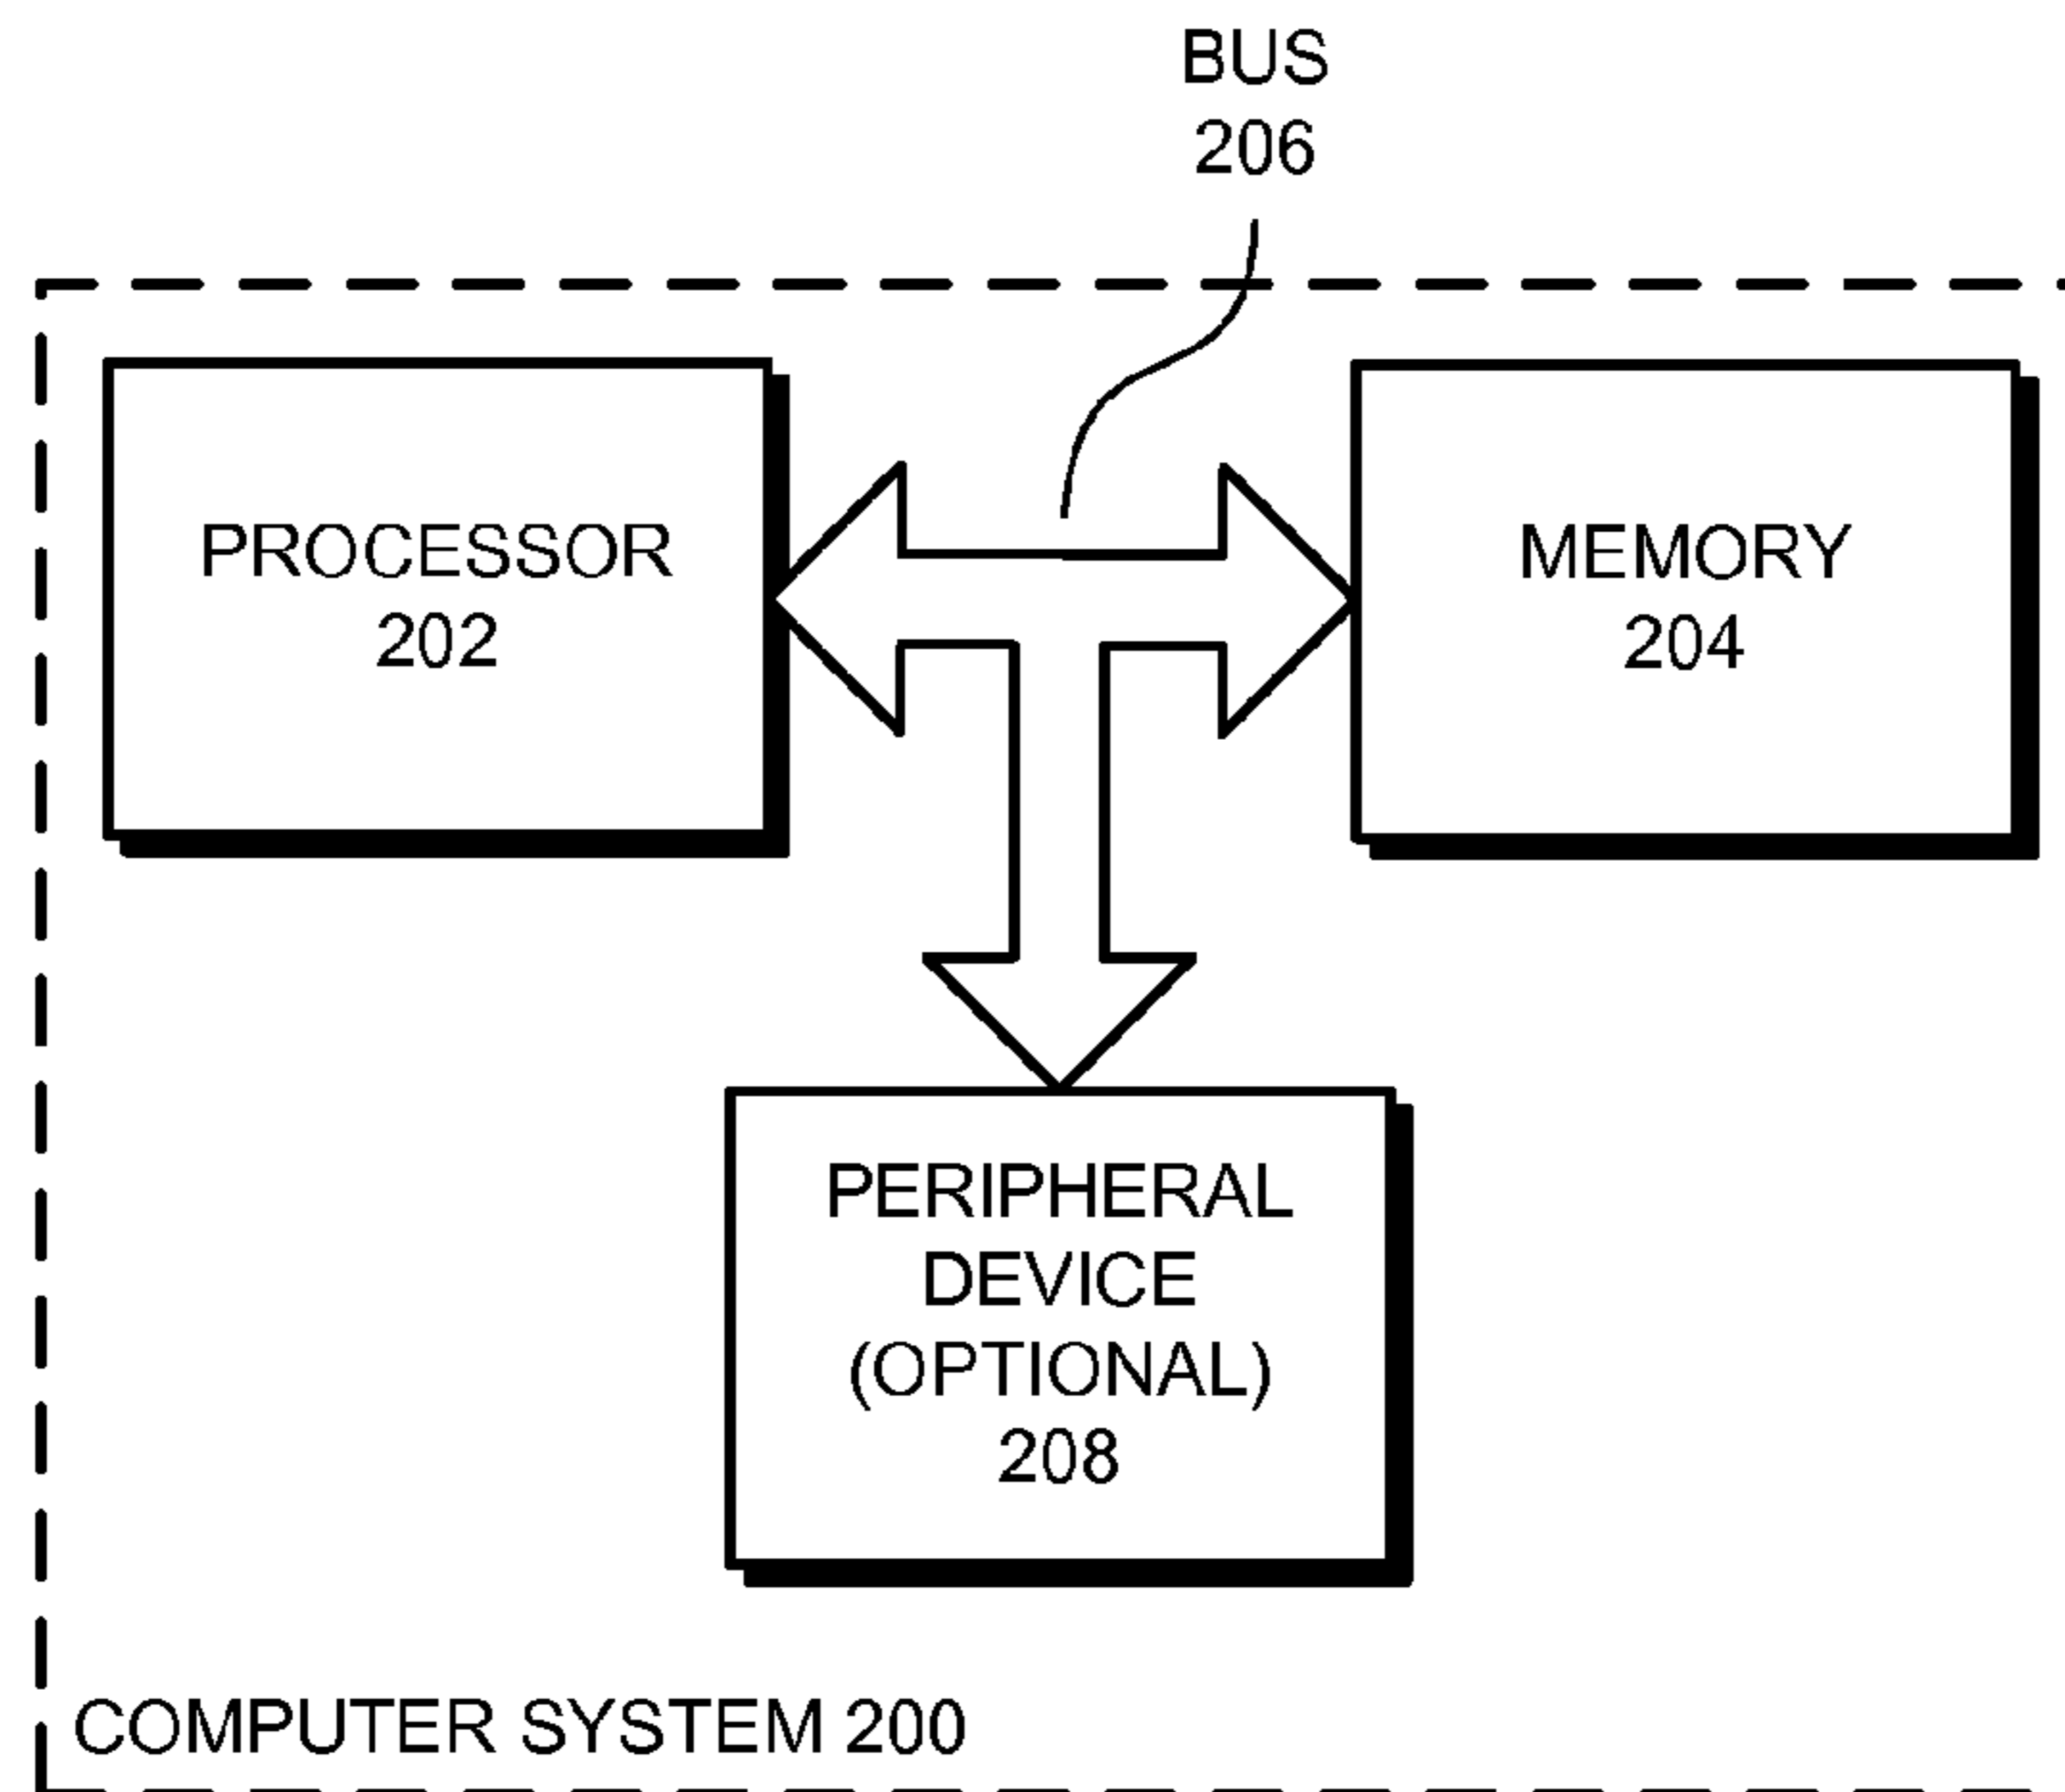 BUS
206
PROCESSOR
202
MEMORY
204
PERIPHERAL
DEVICE
(OPTIONAL)
208
COMPUTER SYSTEM 200